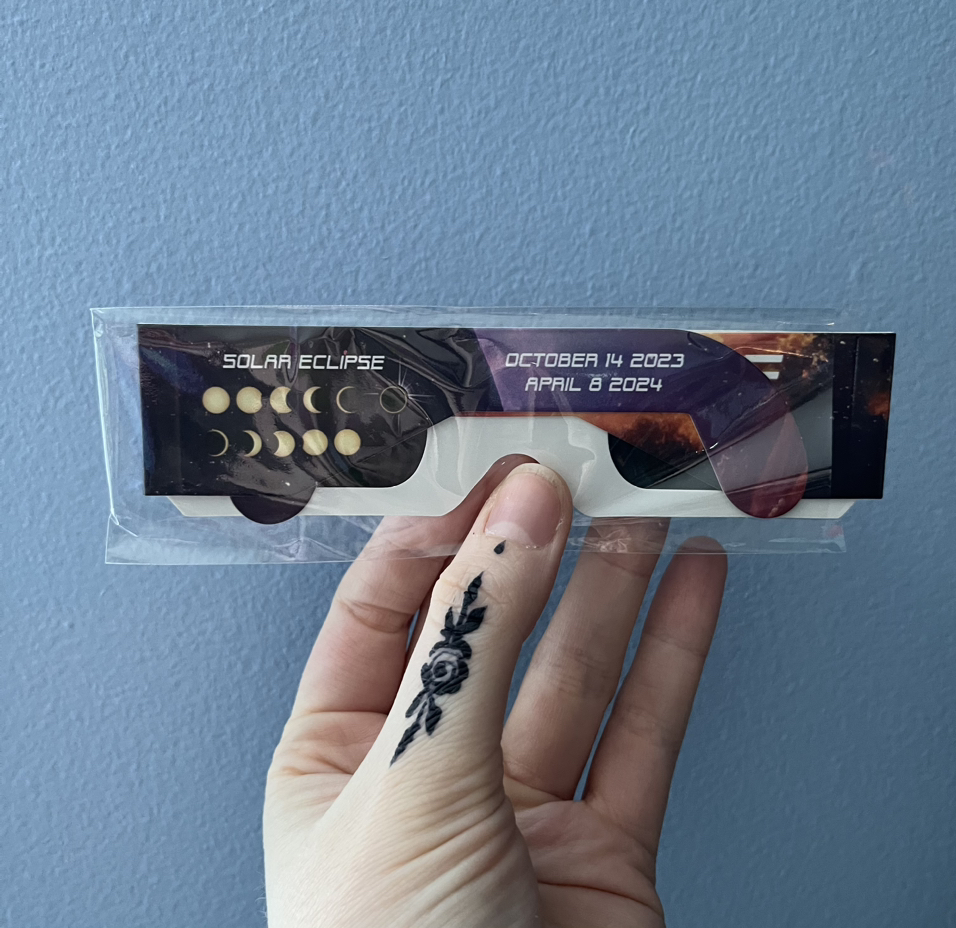 SOLAR ECLIPSE
OCTOBER 14 2023
APRIL 8 2024